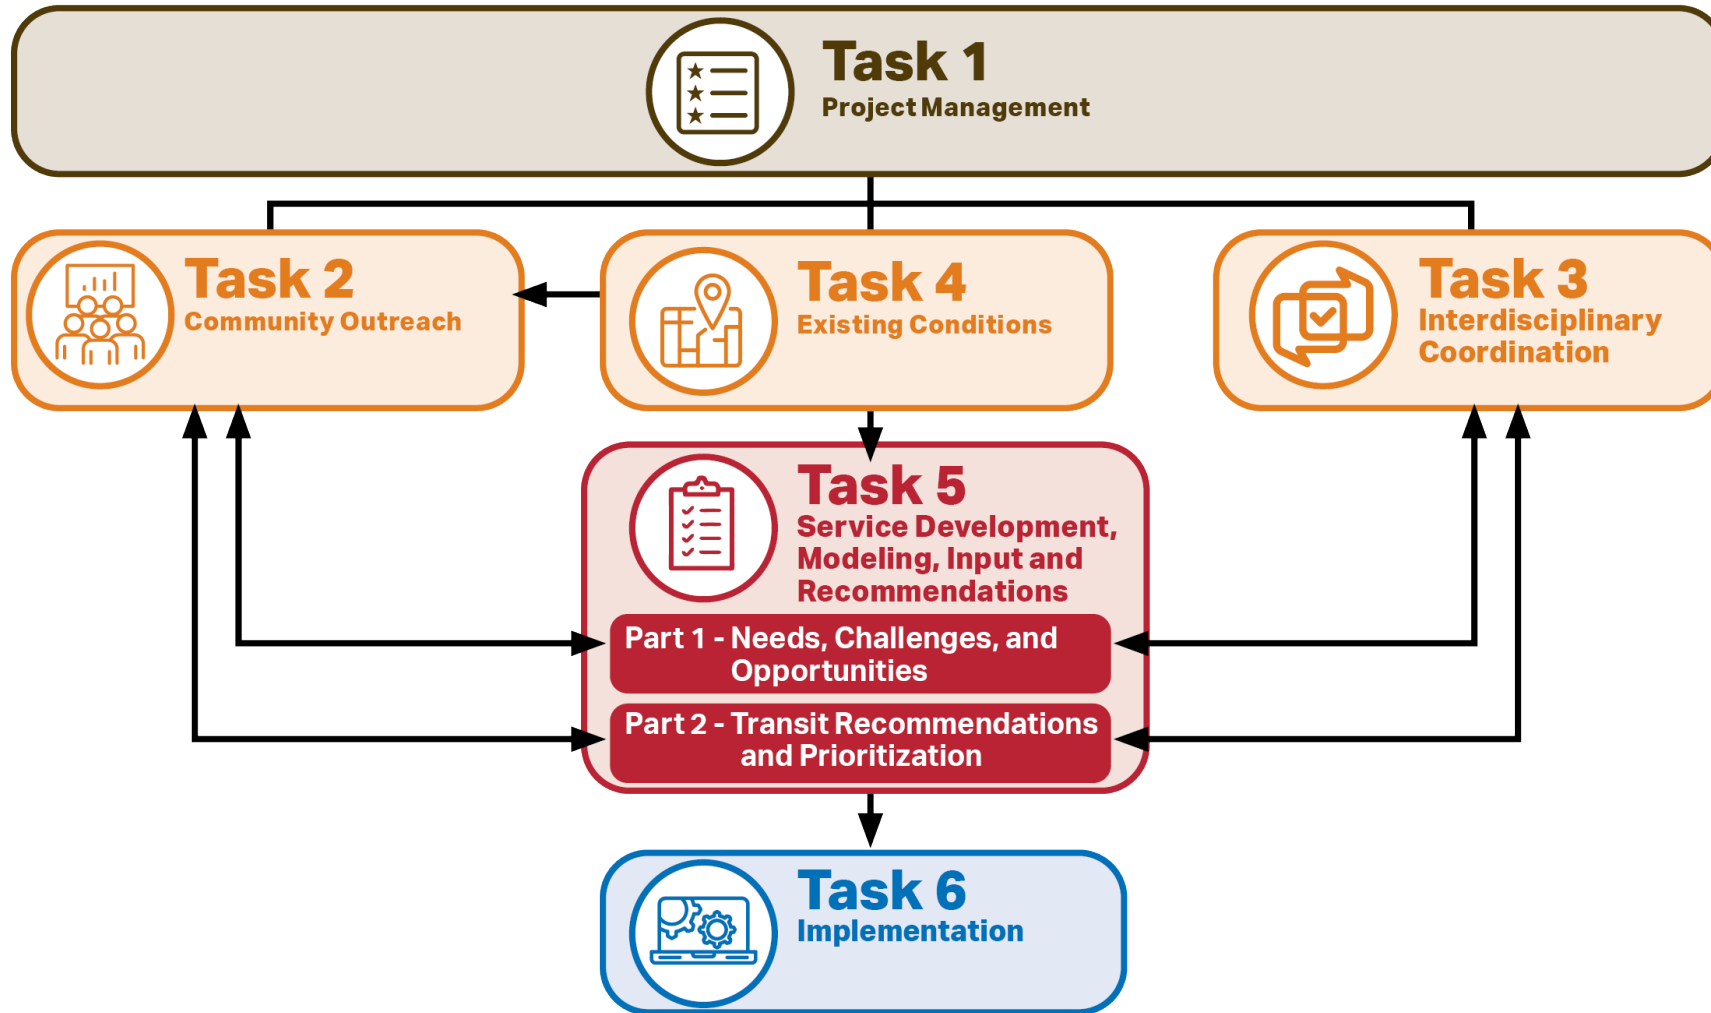 Task 1
Project Management
Task 2
Community Outreach
Task 4
Existing Conditions
Task 3
Interdisciplinary
Coordination
Task 5
Service Development,
Modeling, Input and
Recommendations
Part 1 - Needs, Challenges, and
Opportunities
Part 2 - Transit Recommendations
and Prioritization
Task 6
Implementation